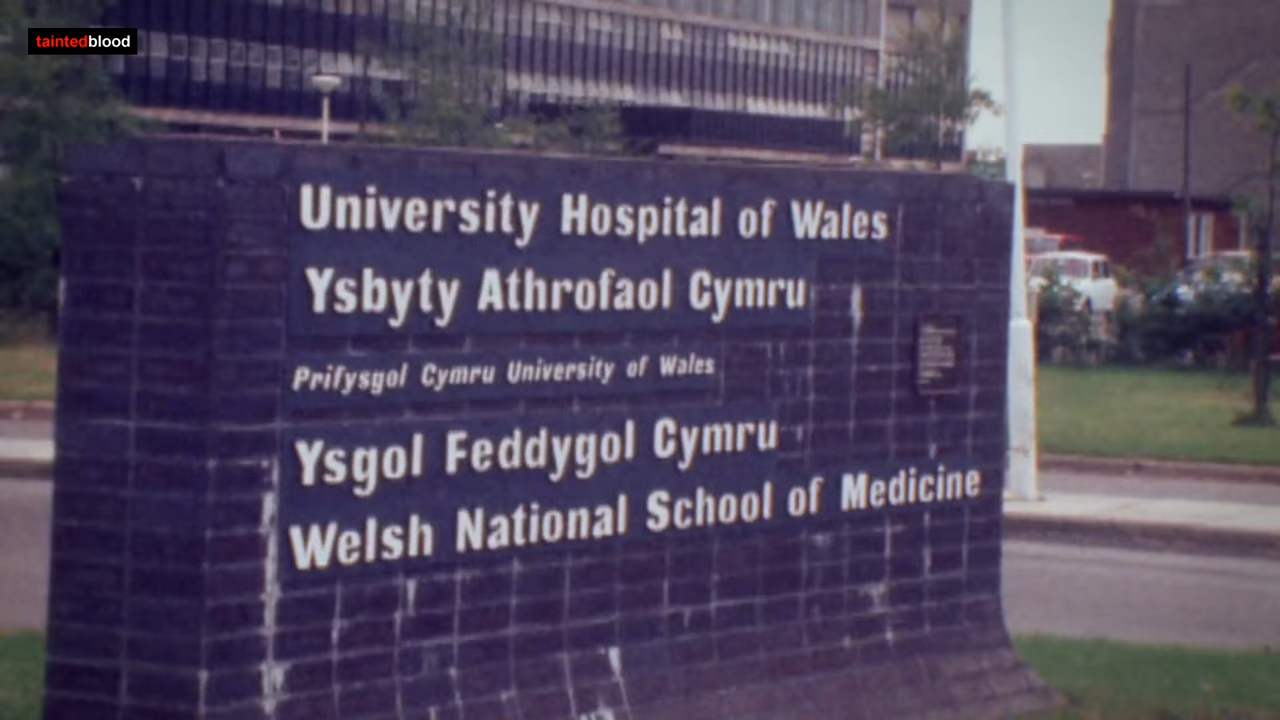 taintedblood
University Hospital of Wales
Ysbyty Athrofaol Cymru
Prifysgol Cymru University of Wales
Ysgol Feddygol Cymru
Welsh National School of Medicine